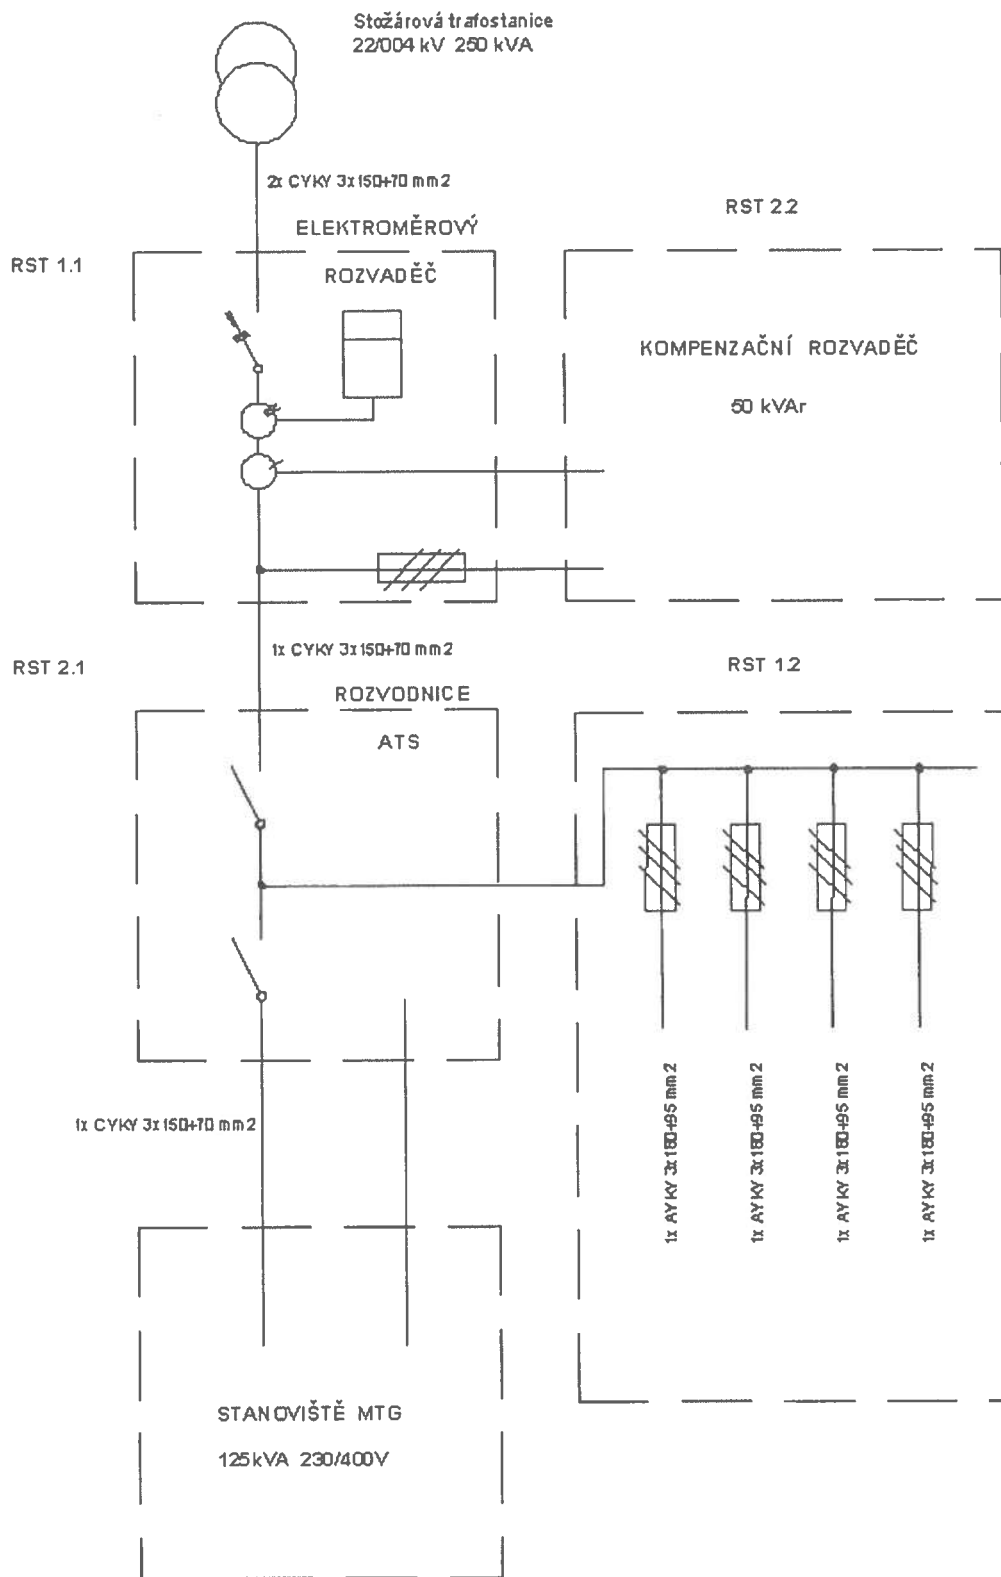 Stožárová trafostanice
22/004 kV 250 kVA
2x CYKY 3x150+70 mm2
RST 2.2
ELEKTROMĚROVÝ
RST 1.1
ROZVADĚČ
KOMPENZAČNÍ ROZVADĚČ
50 kVAr
1x CYKY 3x150+70 mm2
RST 2.1
RST 1.2
ROZVODNICE
ATS
1x CYKY 3x150+70 mm2
1x AYKY 3x180+95 mm2
1x AYKY 3x180+95 mm2
1x AYKY 3x180+95 mm2
1x AYKY 3x180+95 mm2
STANOVIŠTĚ MTG
125kVA 230/400V